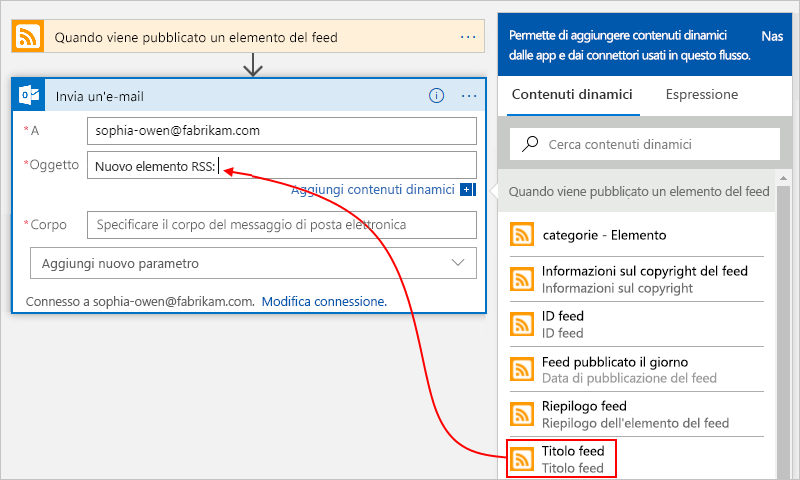 Quando viene pubblicato un elemento del feed
Invia un'e-mail
*A
sophia-owen@fabrikam.com
*Oggetto
Nuovo elemento RSS:
Aggiungi contenuti dinamici
*Corpo
Specificare il corpo del messaggio di posta elettronica
Aggiungi nuovo parametro
Connesso a sophia-owen@fabrikam.com. Modifica connessione.
Permette di aggiungere contenuti dinamici
dalle app e dai connettori usati in questo flusso.
Nas
Contenuti dinamici
Espressione
Cerca contenuti dinamici
Quando viene pubblicato un elemento del feed
categorie - Elemento
Informazioni sul copyright del feed
Informazioni sul copyright
ID feed
ID feed
Feed pubblicato il giorno
Data di pubblicazione del feed
Riepilogo feed
Riepilogo dell'elemento del feed
Titolo feed
Titolo feed